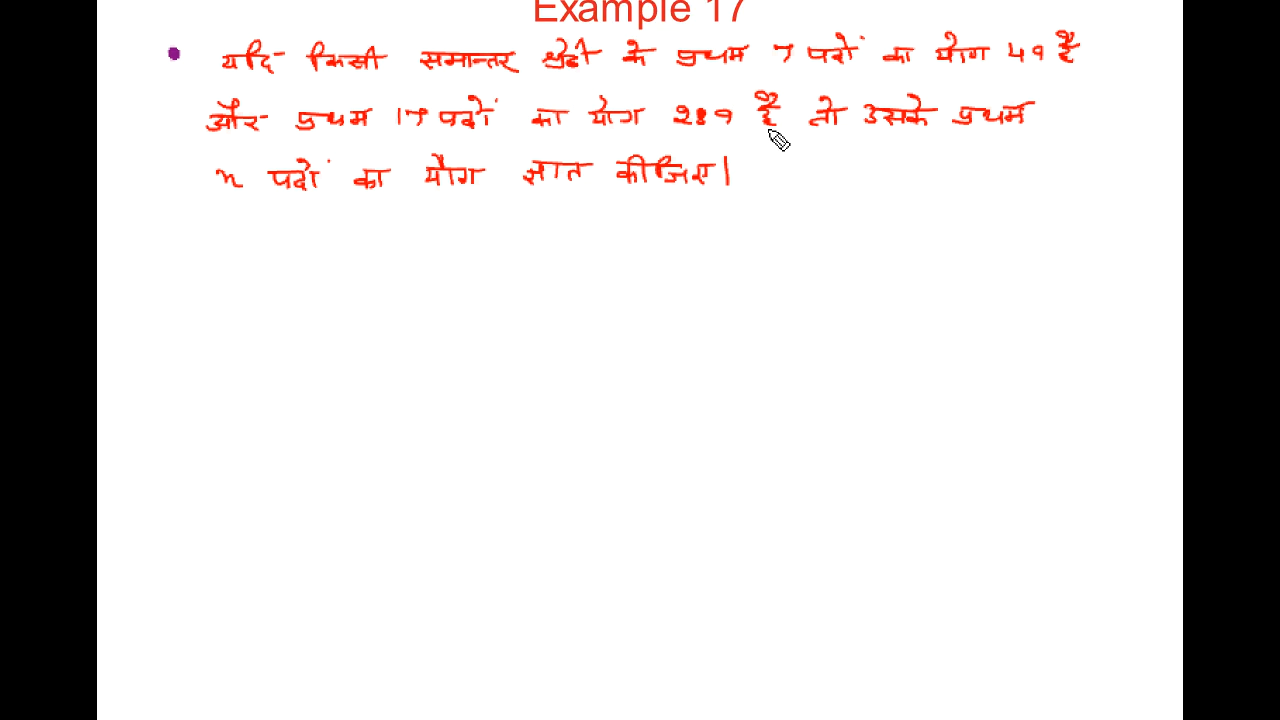 Example 17
• यदि किसी समान्तर श्रेढी के प्रथम 7 पदों का योग 49 है
और प्रथम 17 पदों का योग 289 है तो उसके प्रथम
n पदों का योग ज्ञात कीजिए।